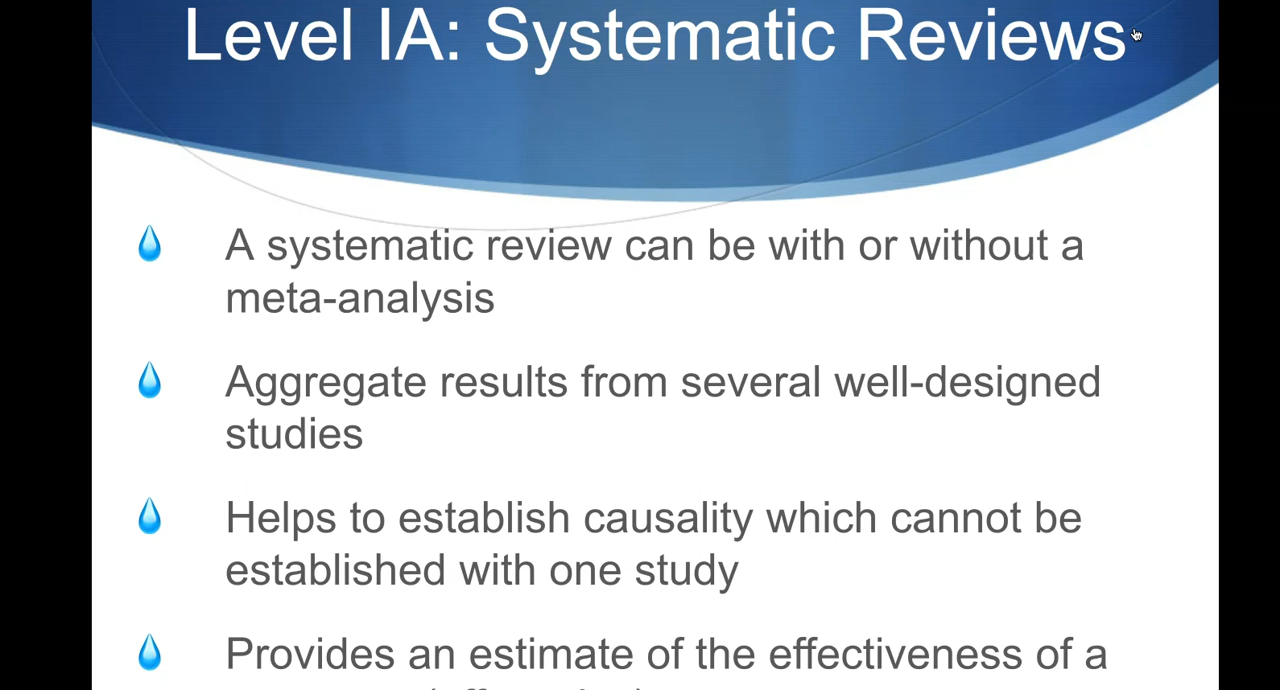 Level IA: Systematic Reviews
A systematic review can be with or without a
meta-analysis
Aggregate results from several well-designed
studies
Helps to establish causality which cannot be
established with one study
Provides an estimate of the effectiveness of a